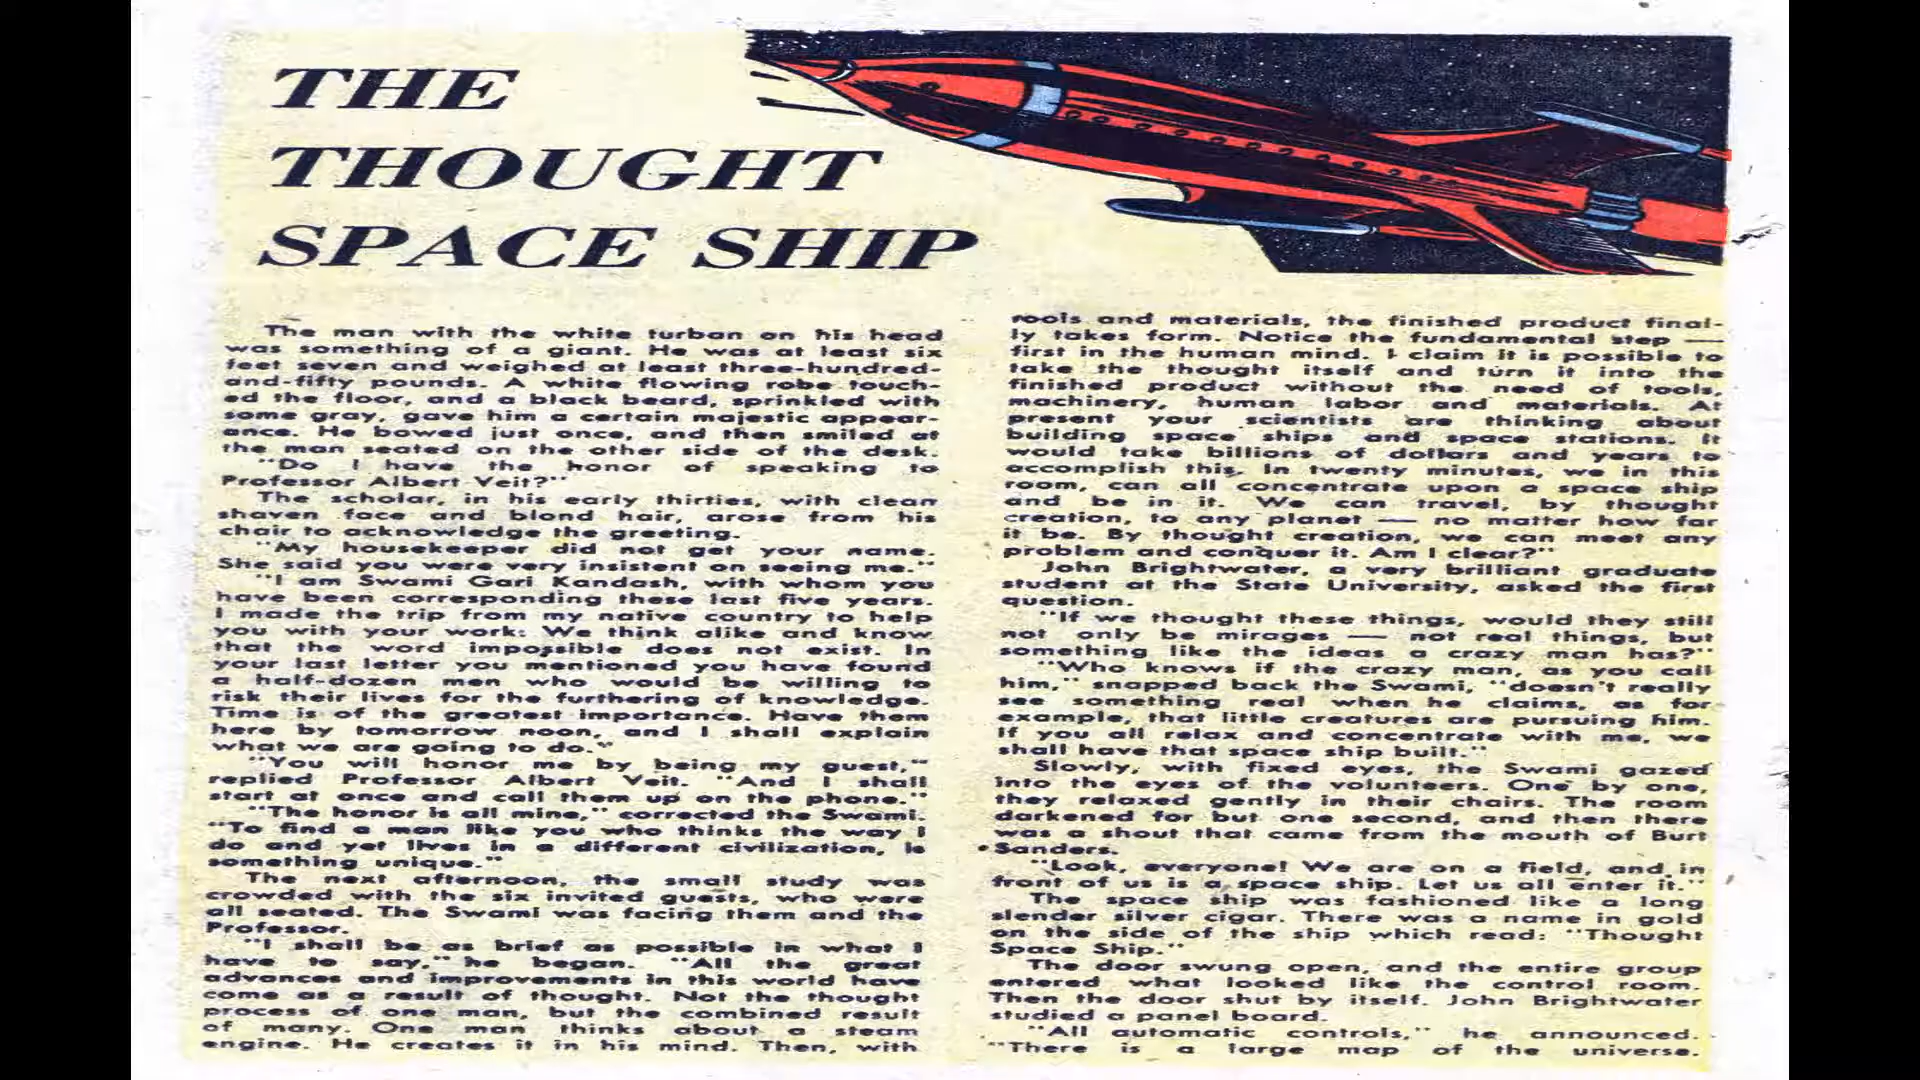 THE
THOUGHT
SPACE SHIP
The man with the white turban on his head
was something of a giant. He was at least six
feet seven and weighed at least three-hundred-
and-fifty pounds. A white flowing robe touch-
ed the floor, and a black beard, sprinkled with
some gray, gave him a certain majestic appear-
ance. He bowed just once, and then smiled at
the man seated on the other side of the desk.
"Do I have the honor of speaking to
Professor Albert Veit?"
The scholar, in his early thirties, with clean
shaven face and blond hair, arose from his
chair to acknowledge the greeting.
"My housekeeper did not get your name.
She said you were very insistent on seeing me."
"I am Swami Gari Kandash, with whom you
have been corresponding these last five years.
I made the trip from my native country to help
you with your work: We think alike and know
that the word impossible does not exist. In
your last letter you mentioned you have found
a half-dozen men who would be willing to
risk their lives for the furthering of knowledge.
Time is of the greatest importance. Have them
here by tomorrow noon, and I shall explain
what we are going to do."
"You will honor me by being my guest,"
replied Professor Albert Veit. "And I shall
start at once and call them up on the phone."
"The honor is all mine," corrected the Swami.
"To find a man like you who thinks the way I
do and yet lives in a different civilization, is
something unique."
The next afternoon, the small study was
crowded with the six invited guests, who were
all seated. The Swami was facing them and the
Professor.
"I shall be as brief as possible in what I
have to say," he began. "All the great
advances and improvements in this world have
come as a result of thought. Not the thought
process of one man, but the combined result
of many. One man thinks about a steam
engine. He creates it in his mind. Then, with
tools and materials, the finished product final-
ly takes form. Notice the fundamental step —
first in the human mind. I claim it is possible to
take the thought itself and turn it into the
finished product without the need of tools,
machinery, human labor and materials. At
present your scientists are thinking about
building space ships and space stations. It
would take billions of dollars and years to
accomplish this. In twenty minutes, we in this
room, can all concentrate upon a space ship
and be in it. We can travel, by thought
creation, to any planet — no matter how far
it be. By thought creation, we can meet any
problem and conquer it. Am I clear?"
John Brightwater, a very brilliant graduate
student at the State University, asked the first
question.
"If we thought these things, would they still
not only be mirages — not real things, but
something like the ideas a crazy man has?"
"Who knows if the crazy man, as you call
him," snapped back the Swami, "doesn't really
see something real when he claims, as for
example, that little creatures are pursuing him.
If you all relax and concentrate with me, we
shall have that space ship built."
Slowly, with fixed eyes, the Swami gazed
into the eyes of the volunteers. One by one,
they relaxed gently in their chairs. The room
darkened for but one second, and then there
was a shout that came from the mouth of Burt
Sanders.
"Look, everyone! We are on a field, and in
front of us is a space ship. Let us all enter it."
The space ship was fashioned like a long
slender silver cigar. There was a name in gold
on the side of the ship which read: "Thought
Space Ship."
The door swung open, and the entire group
entered what looked like the control room.
Then the door shut by itself. John Brightwater
studied a panel board.
"All automatic controls," he announced.
"There is a large map of the universe.